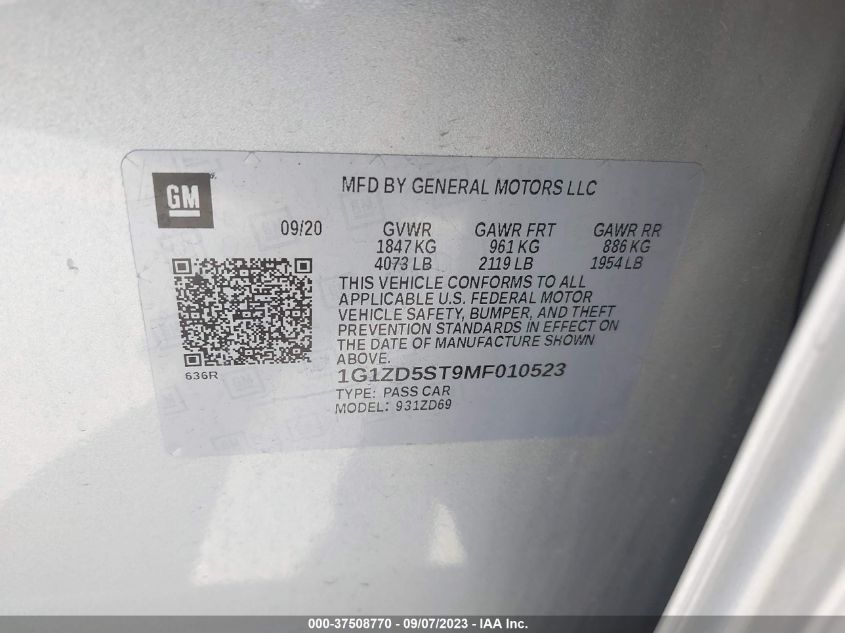 GM
MFD BY GENERAL MOTORS LLC
09/20 GVWR GAWR FRT GAWR RR
1847 KG 961 KG 886 KG
4073 LB 2119 LB 1954 LB
THIS VEHICLE CONFORMS TO ALL
APPLICABLE U.S. FEDERAL MOTOR
VEHICLE SAFETY, BUMPER, AND THEFT
PREVENTION STANDARDS IN EFFECT ON
THE DATE OF MANUFACTURE SHOWN
ABOVE.
636R
1G1ZD5ST9MF010523
TYPE: PASS CAR
MODEL: 931ZD69
000-37508770 - 09/07/2023 - IAA Inc.